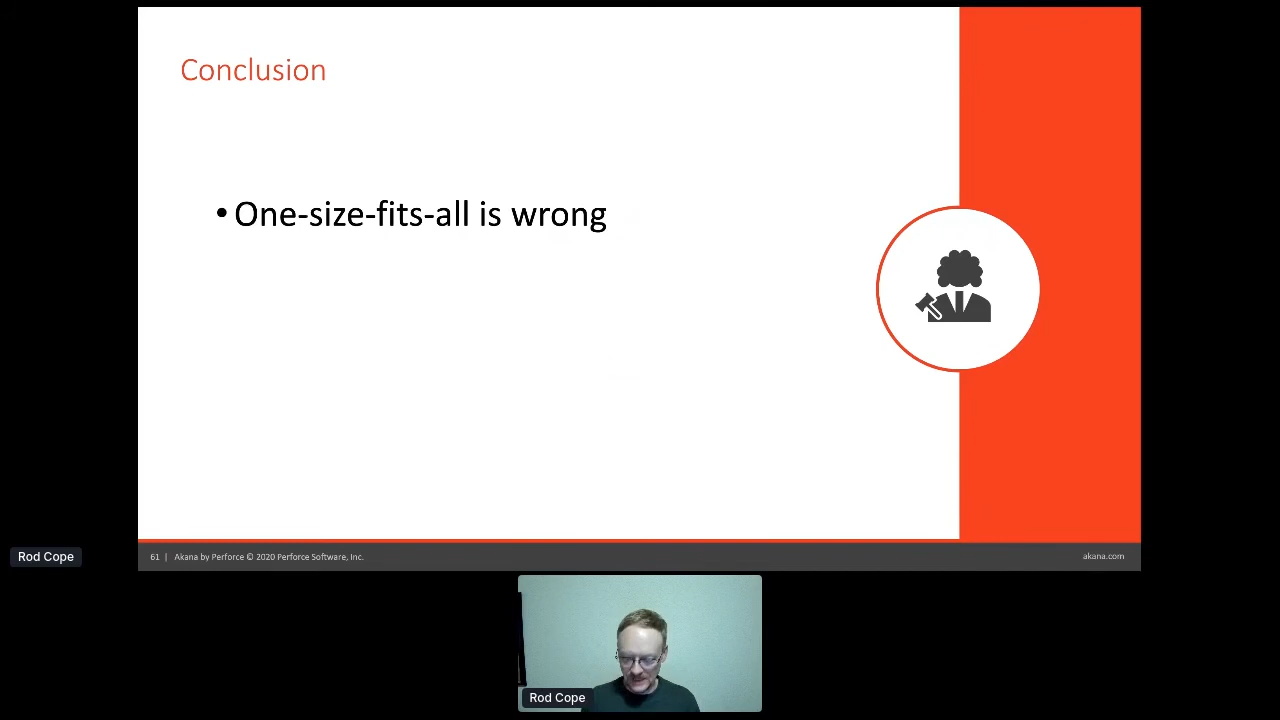 Conclusion
• One-size-fits-all is wrong
61 | Akana by Perforce © 2020 Perforce Software, Inc.
akana.com
Rod Cope
Rod Cope